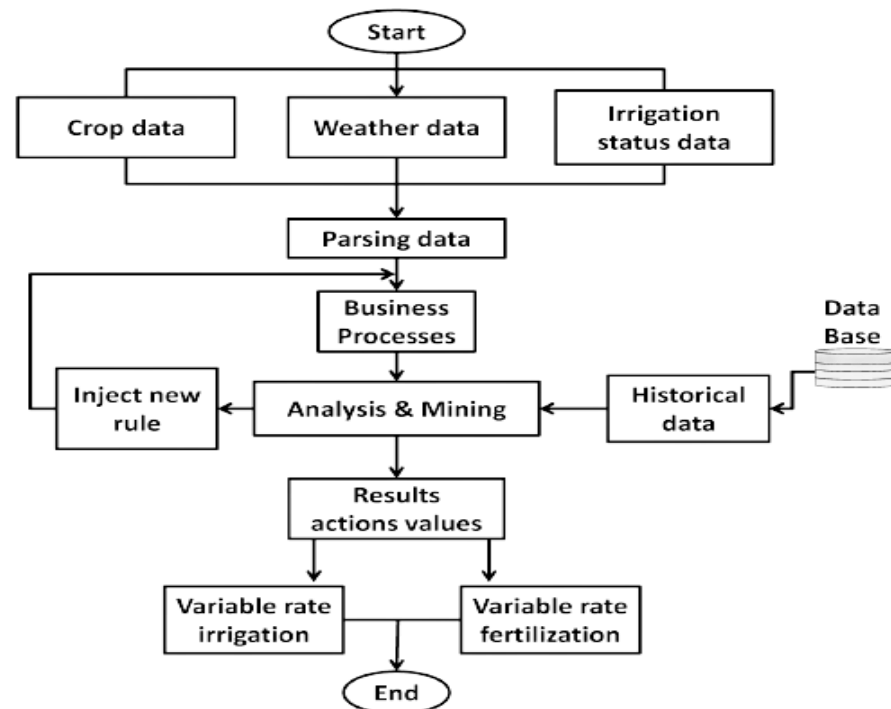 Start
Crop data
Weather data
Irrigation
status data
Parsing data
Business
Processes
Data
Base
Inject new
rule
Analysis & Mining
Historical
data
Results
actions values
Variable rate
irrigation
Variable rate
fertilization
End